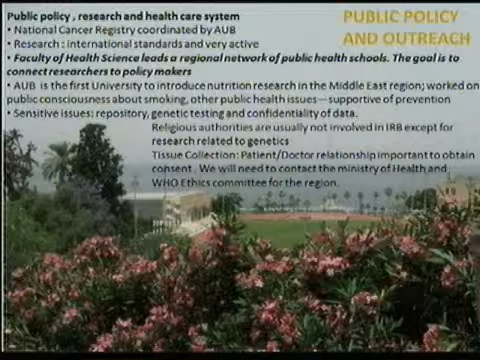 PUBLIC POLICY
AND OUTREACH
Public policy , research and health care system
• National Cancer Registry coordinated by AUB
• Research : international standards and very active
• Faculty of Health Science leads a regional network of public health schools. The goal is to
connect researchers to policy makers
• AUB is the first University to introduce nutrition research in the Middle East region; worked on
public consciousness about smoking, other public health issues—supportive of prevention
• Sensitive issues: repository, genetic testing and confidentiality of data.
Religious authorities are usually not involved in IRB except for
research related to genetics
Tissue Collection: Patient/Doctor relationship important to obtain
consent . We will need to contact the ministry of Health and
WHO Ethics committee for the region.